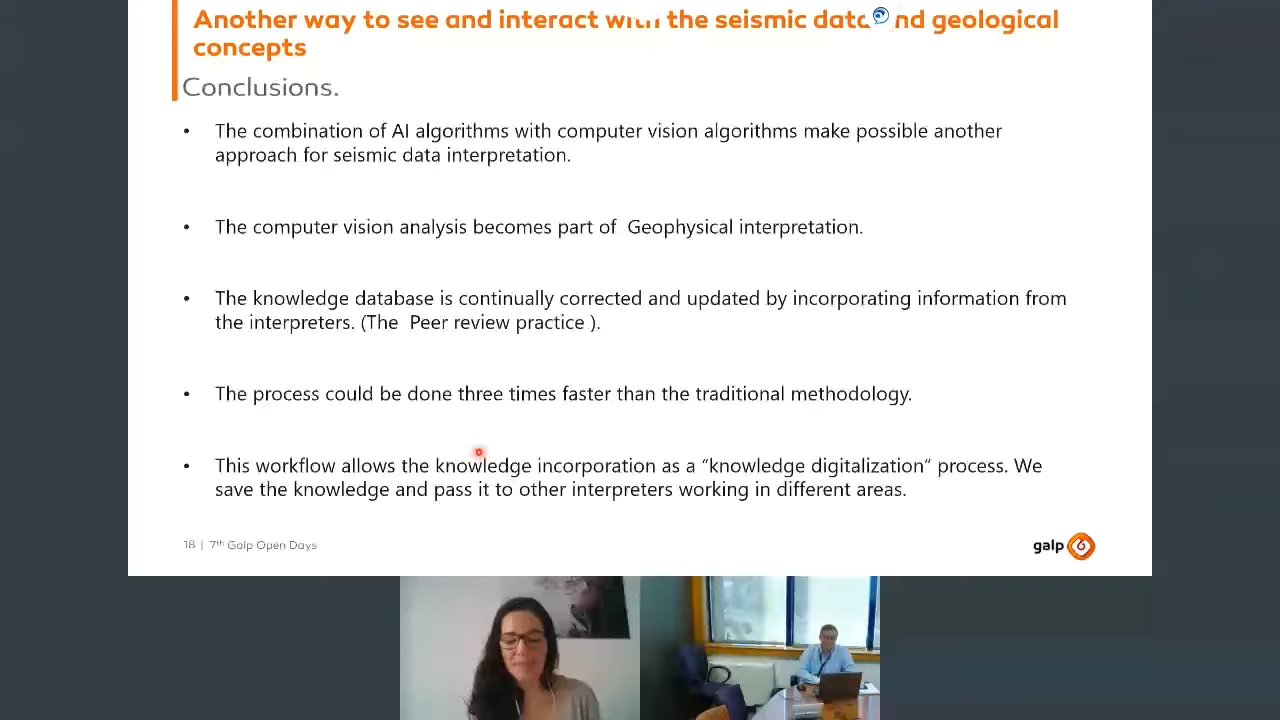 Another way to see and interact with the seismic data and geological
concepts
Conclusions.
• The combination of AI algorithms with computer vision algorithms make possible another
approach for seismic data interpretation.
• The computer vision analysis becomes part of Geophysical interpretation.
• The knowledge database is continually corrected and updated by incorporating information from
the interpreters. (The Peer review practice ).
• The process could be done three times faster than the traditional methodology.
• This workflow allows the knowledge incorporation as a “knowledge digitalization“ process. We
save the knowledge and pass it to other interpreters working in different areas.
18 | 7th Galp Open Days
galp